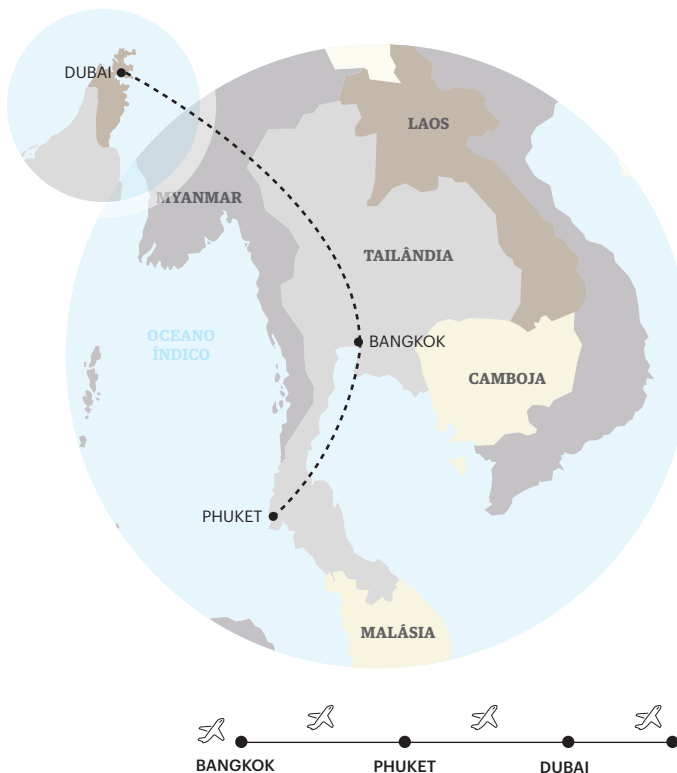 DUBAI
LAOS
MYANMAR
TAILÂNDIA
OCEANO
ÍNDICO
BANGKOK
CAMBOJA
PHUKET
MALÁSIA
BANGKOK PHUKET DUBAI